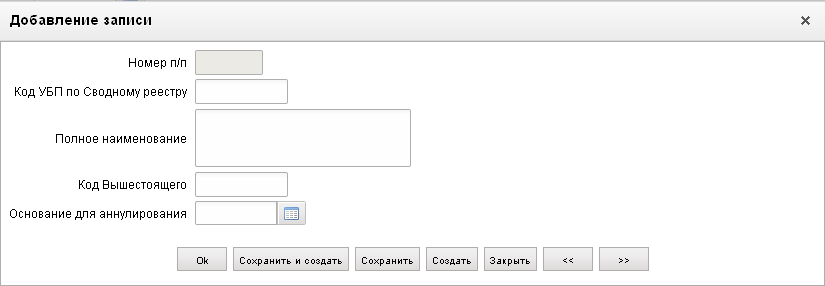 Добавление записи
Номер п/п
Код УБП по Сводному реестру
Полное наименование
Код Вышестоящего
Основание для аннулирования
Ok Сохранить и создать Сохранить Создать Закрыть << >>